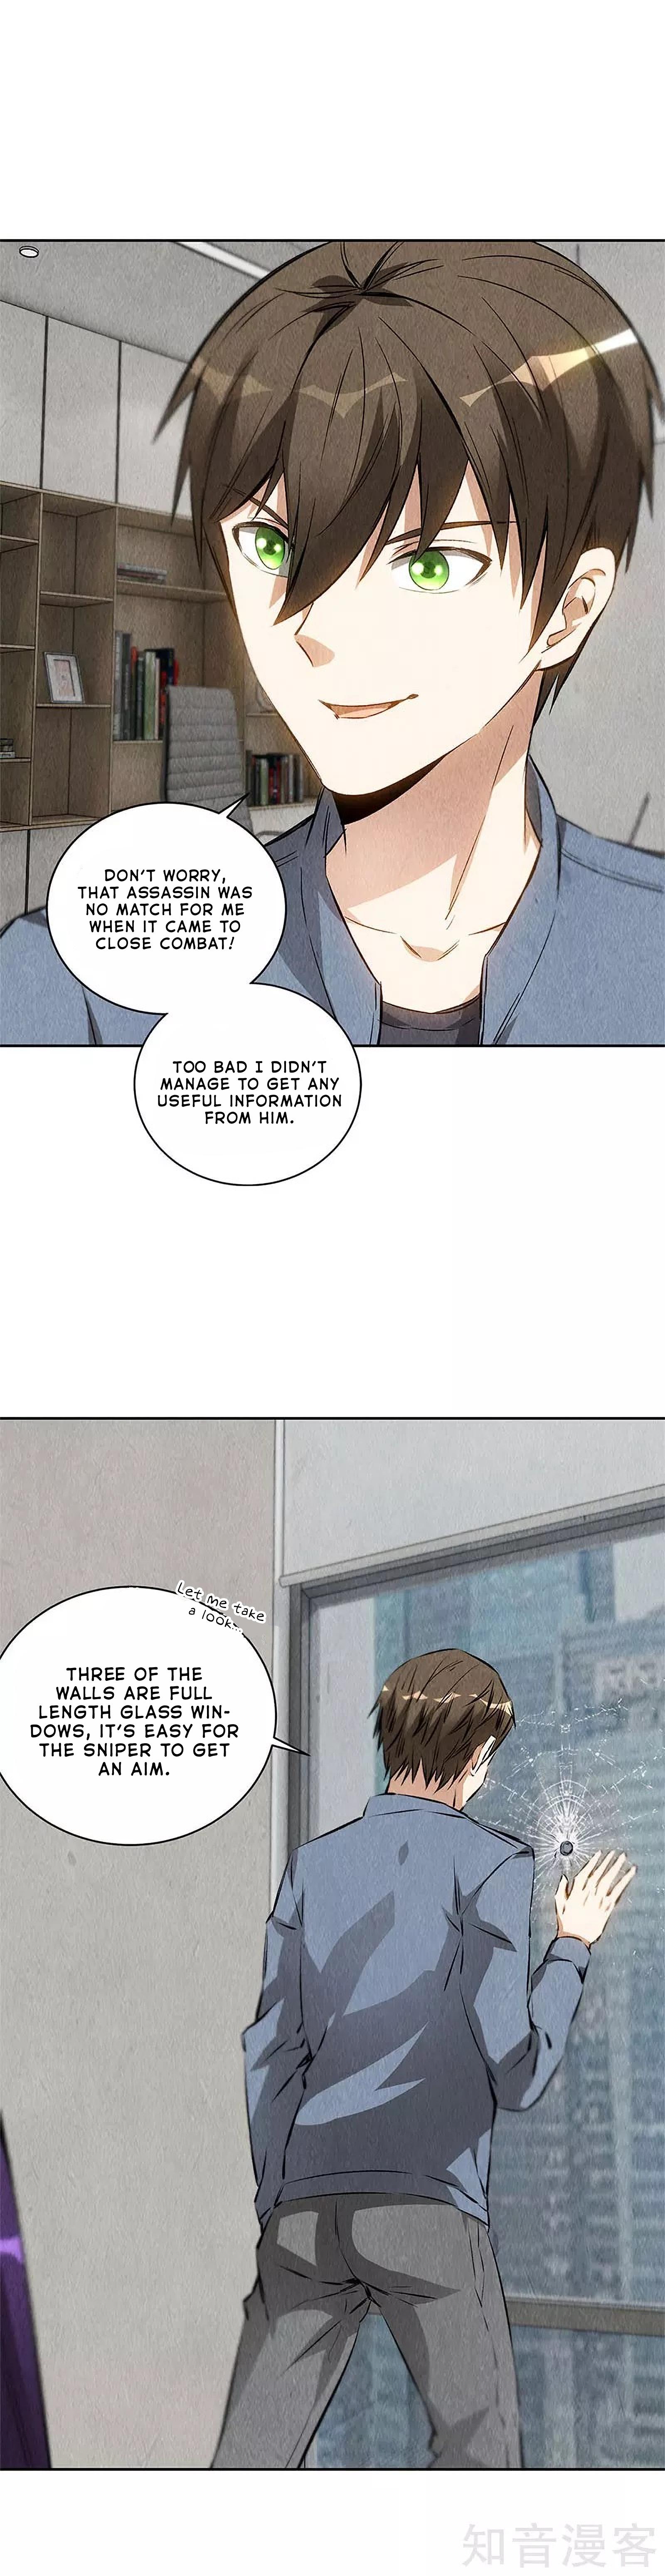 DON'T WORRY,
THAT ASSASSIN WAS
NO MATCH FOR ME
WHEN IT CAME TO
CLOSE COMBAT!
TOO BAD I DIDN'T
MANAGE TO GET ANY
USEFUL INFORMATION
FROM HIM.
Let me take
a look...
THREE OF THE
WALLS ARE FULL
LENGTH GLASS WIN-
DOWS, IT'S EASY FOR
THE SNIPER TO GET
AN AIM.
知音漫客